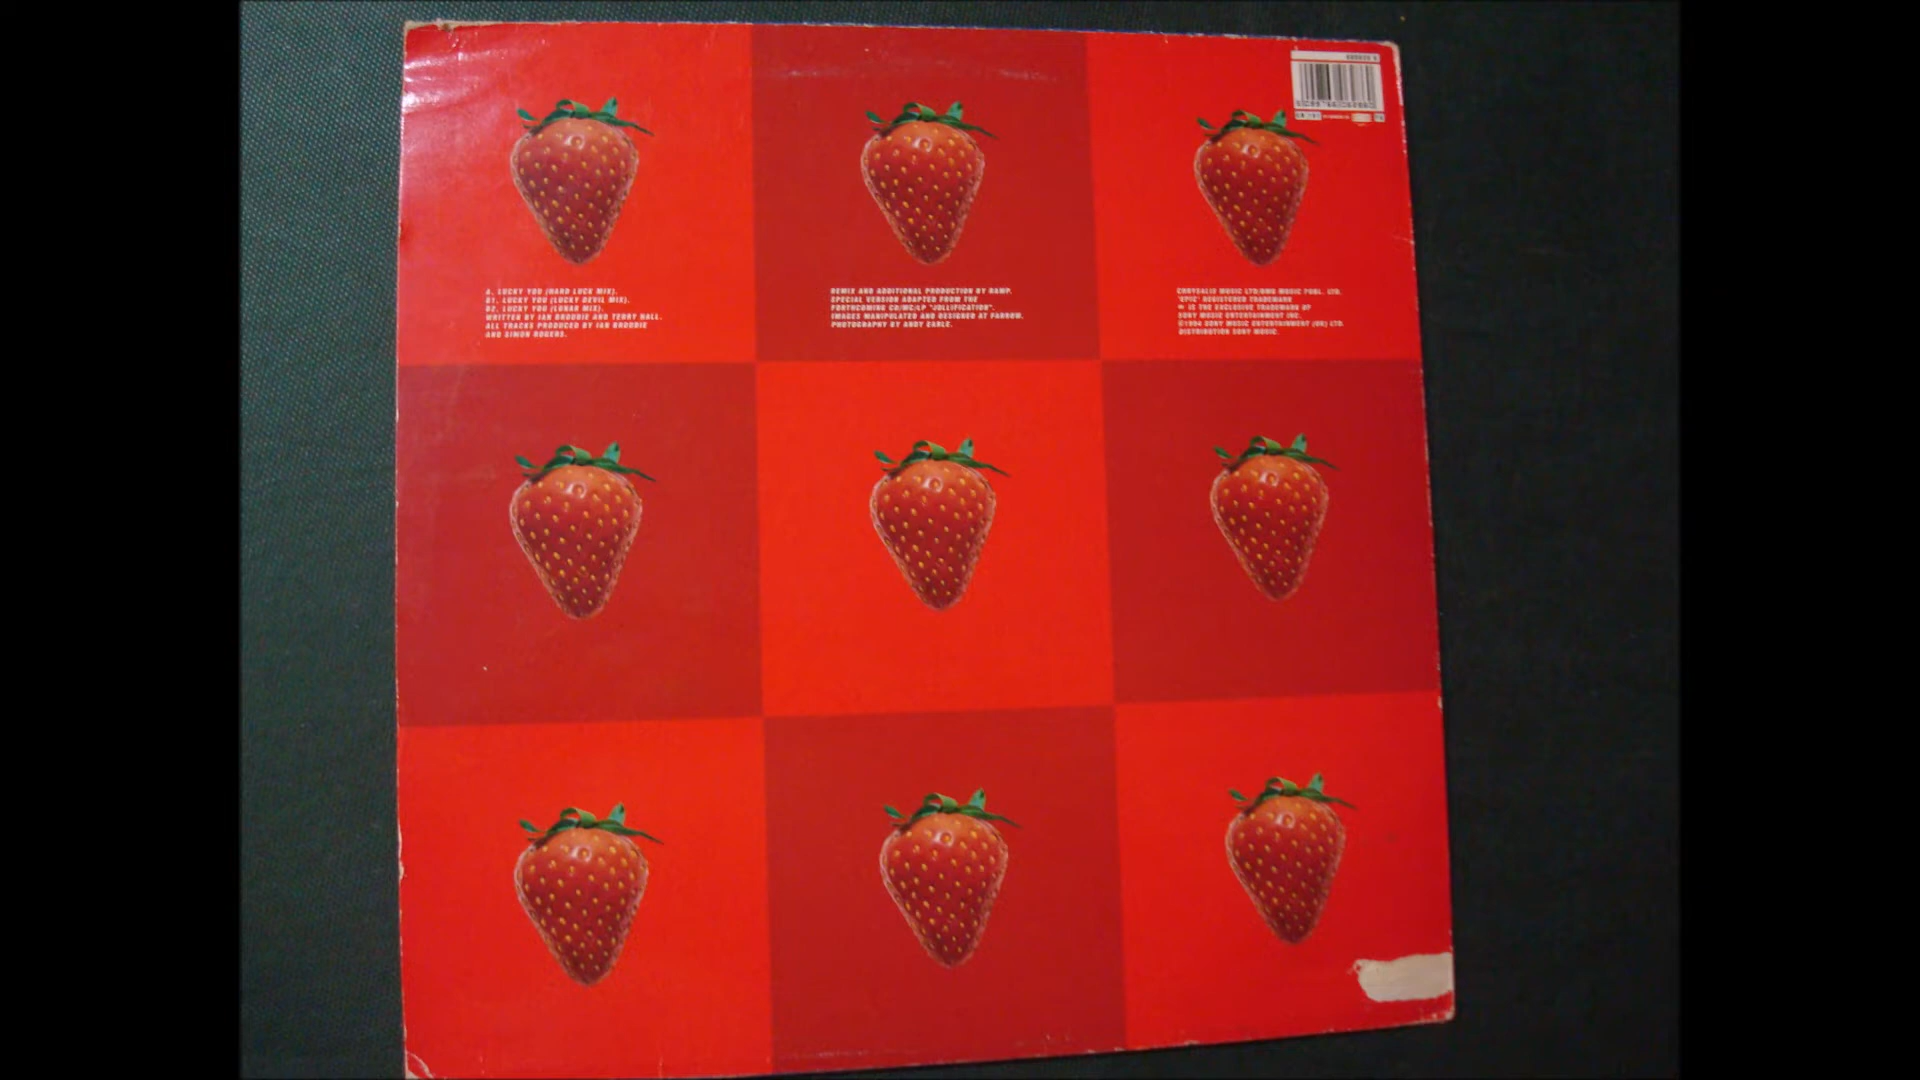 A. LUCKY YOU (HARD LUCK MIX).
B1. LUCKY YOU (LUCKY DEVIL MIX).
B2. LUCKY YOU (LUNAR MIX).
WRITTEN BY IAN BROUDIE AND TERRY HALL.
ALL TRACKS PRODUCED BY IAN BROUDIE
AND SIMON ROGERS.
REMIX AND ADDITIONAL PRODUCTION BY RAMP.
SPECIAL VERSION ADAPTED FROM THE
FORTHCOMING CD/MC/LP "JOLLIFICATION".
IMAGES MANIPULATED AND DESIGNED AT FARROW.
PHOTOGRAPHY BY ANDY EARLE.
CHRYSALIS MUSIC LTD/BMG MUSIC PUBL. LTD.
'EPIC' REGISTERED TRADEMARK
IS THE EXCLUSIVE TRADEMARK OF
SONY MUSIC ENTERTAINMENT INC.
©1994 SONY MUSIC ENTERTAINMENT (UK) LTD.
DISTRIBUTION SONY MUSIC.